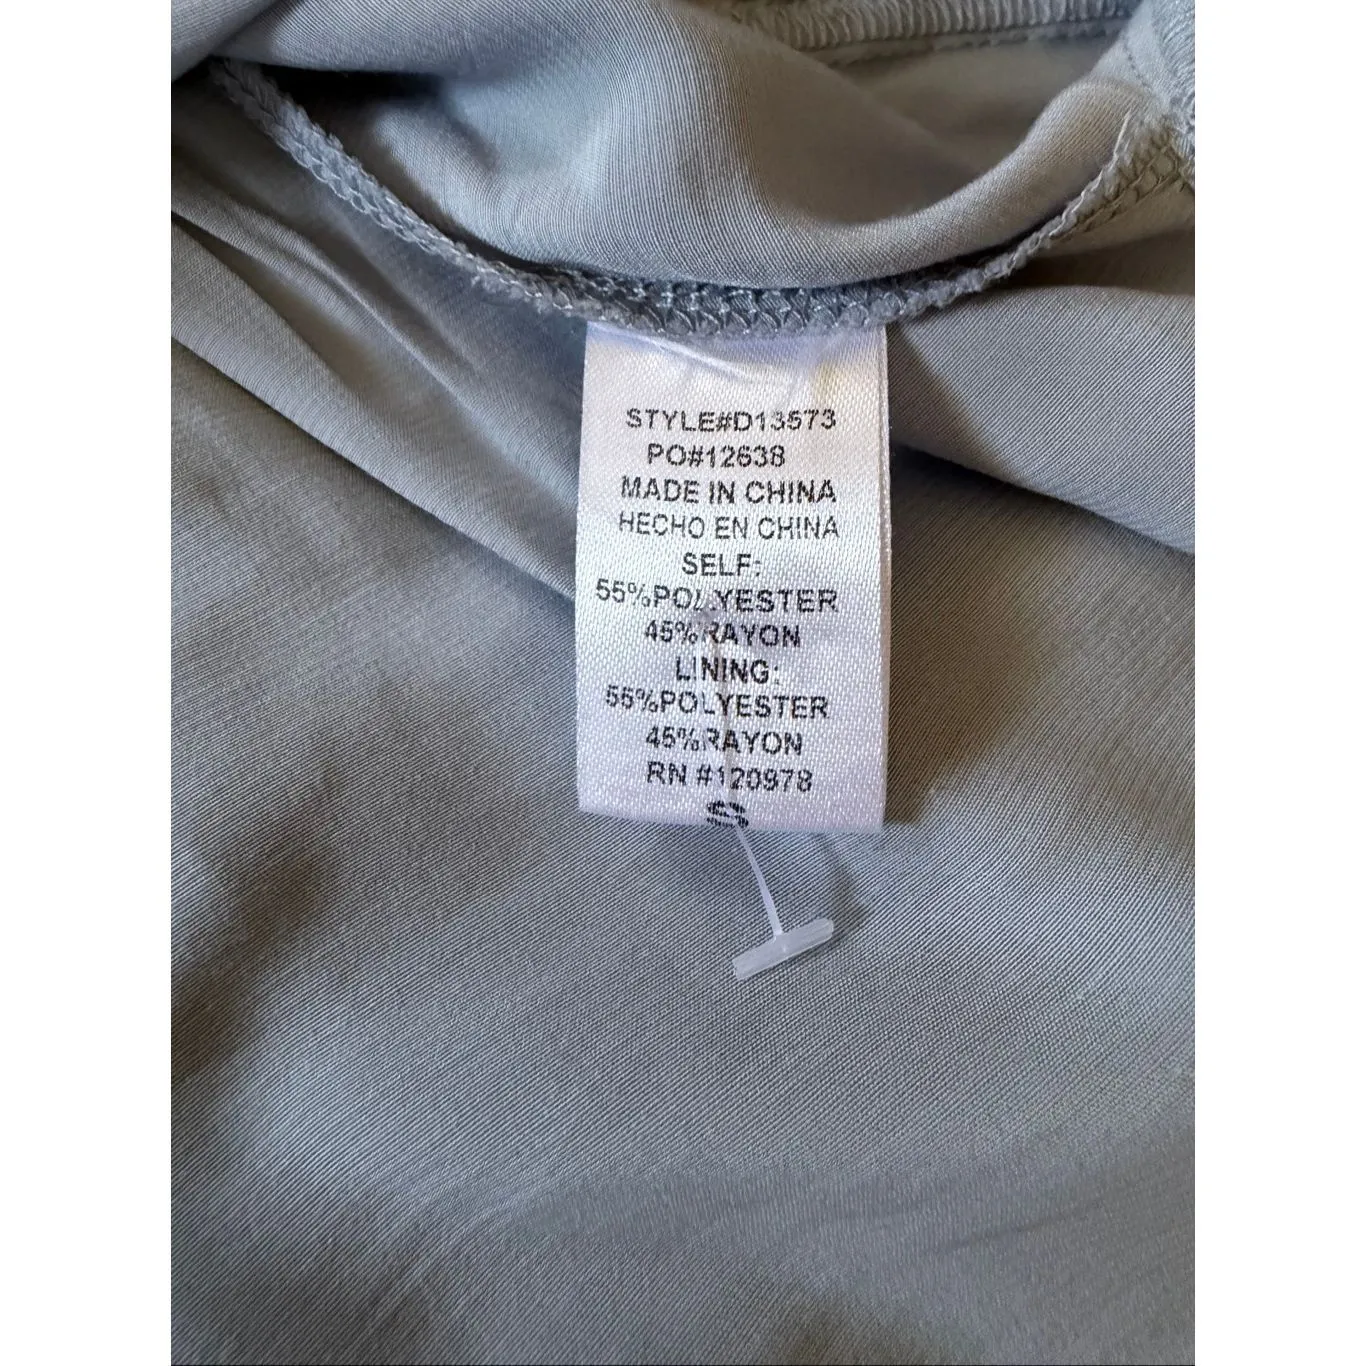 STYLE#D13573
PO#12638
MADE IN CHINA
HECHO EN CHINA
SELF:
55%POLYESTER
45%RAYON
LINING:
55%POLYESTER
45%RAYON
RN #120978
S